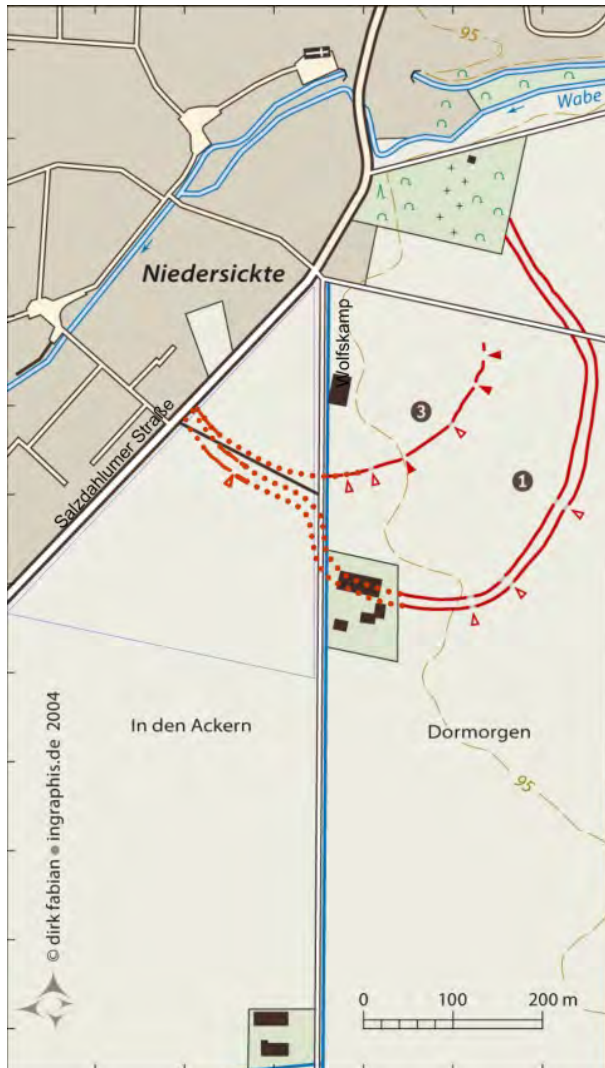 95
Wabe
Niedersickte
Wolfskamp
3
Salzdahlumer Straße
1
In den Ackern
Dormorgen
95
© dirk fabian ingraphis.de 2004
0 100 200 m